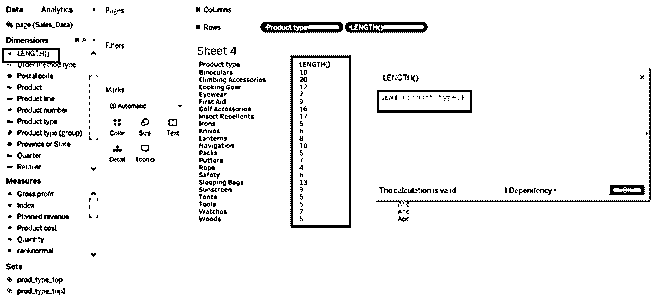 Data Analytics
page (Sales_Data)
Dimensions
LENGTH()
Order method type
Postal code
Product
Product line
Product number
Product type
Product type (group)
Province or State
Quarter
Retailer
Measures
Gross profit
Index
Planned revenue
Product cost
Quantity
ranknormal
Sets
prod_type_top
prod_type_top1
Pages
Filters
Marks
Automatic
Color Size Text
Detail Tooltip
Columns
Rows Product type LENGTH()
Sheet 4
Product type LENGTH()
Binoculars 10
Climbing Accessories 20
Cooking Gear 12
Eyewear 7
First Aid 9
Golf Accessories 16
Insect Repellents 17
Irons 5
Knives 6
Lanterns 8
Navigation 10
Packs 5
Putters 7
Rope 4
Safety 6
Sleeping Bags 13
Sunscreen 9
Tents 5
Tools 5
Watches 7
Woods 5
LENGTH()
The calculation is valid 1 Dependency
Abc
Abc